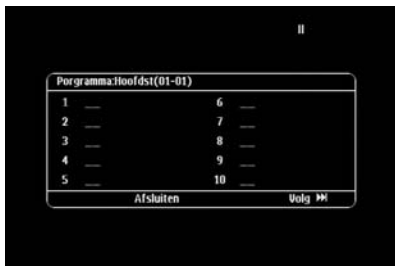 II
Porgramma:Hoofdst(01-01)
1 __ 6 __
2 __ 7 __
3 __ 8 __
4 __ 9 __
5 __ 10 __
Afsluiten Volg ⏭